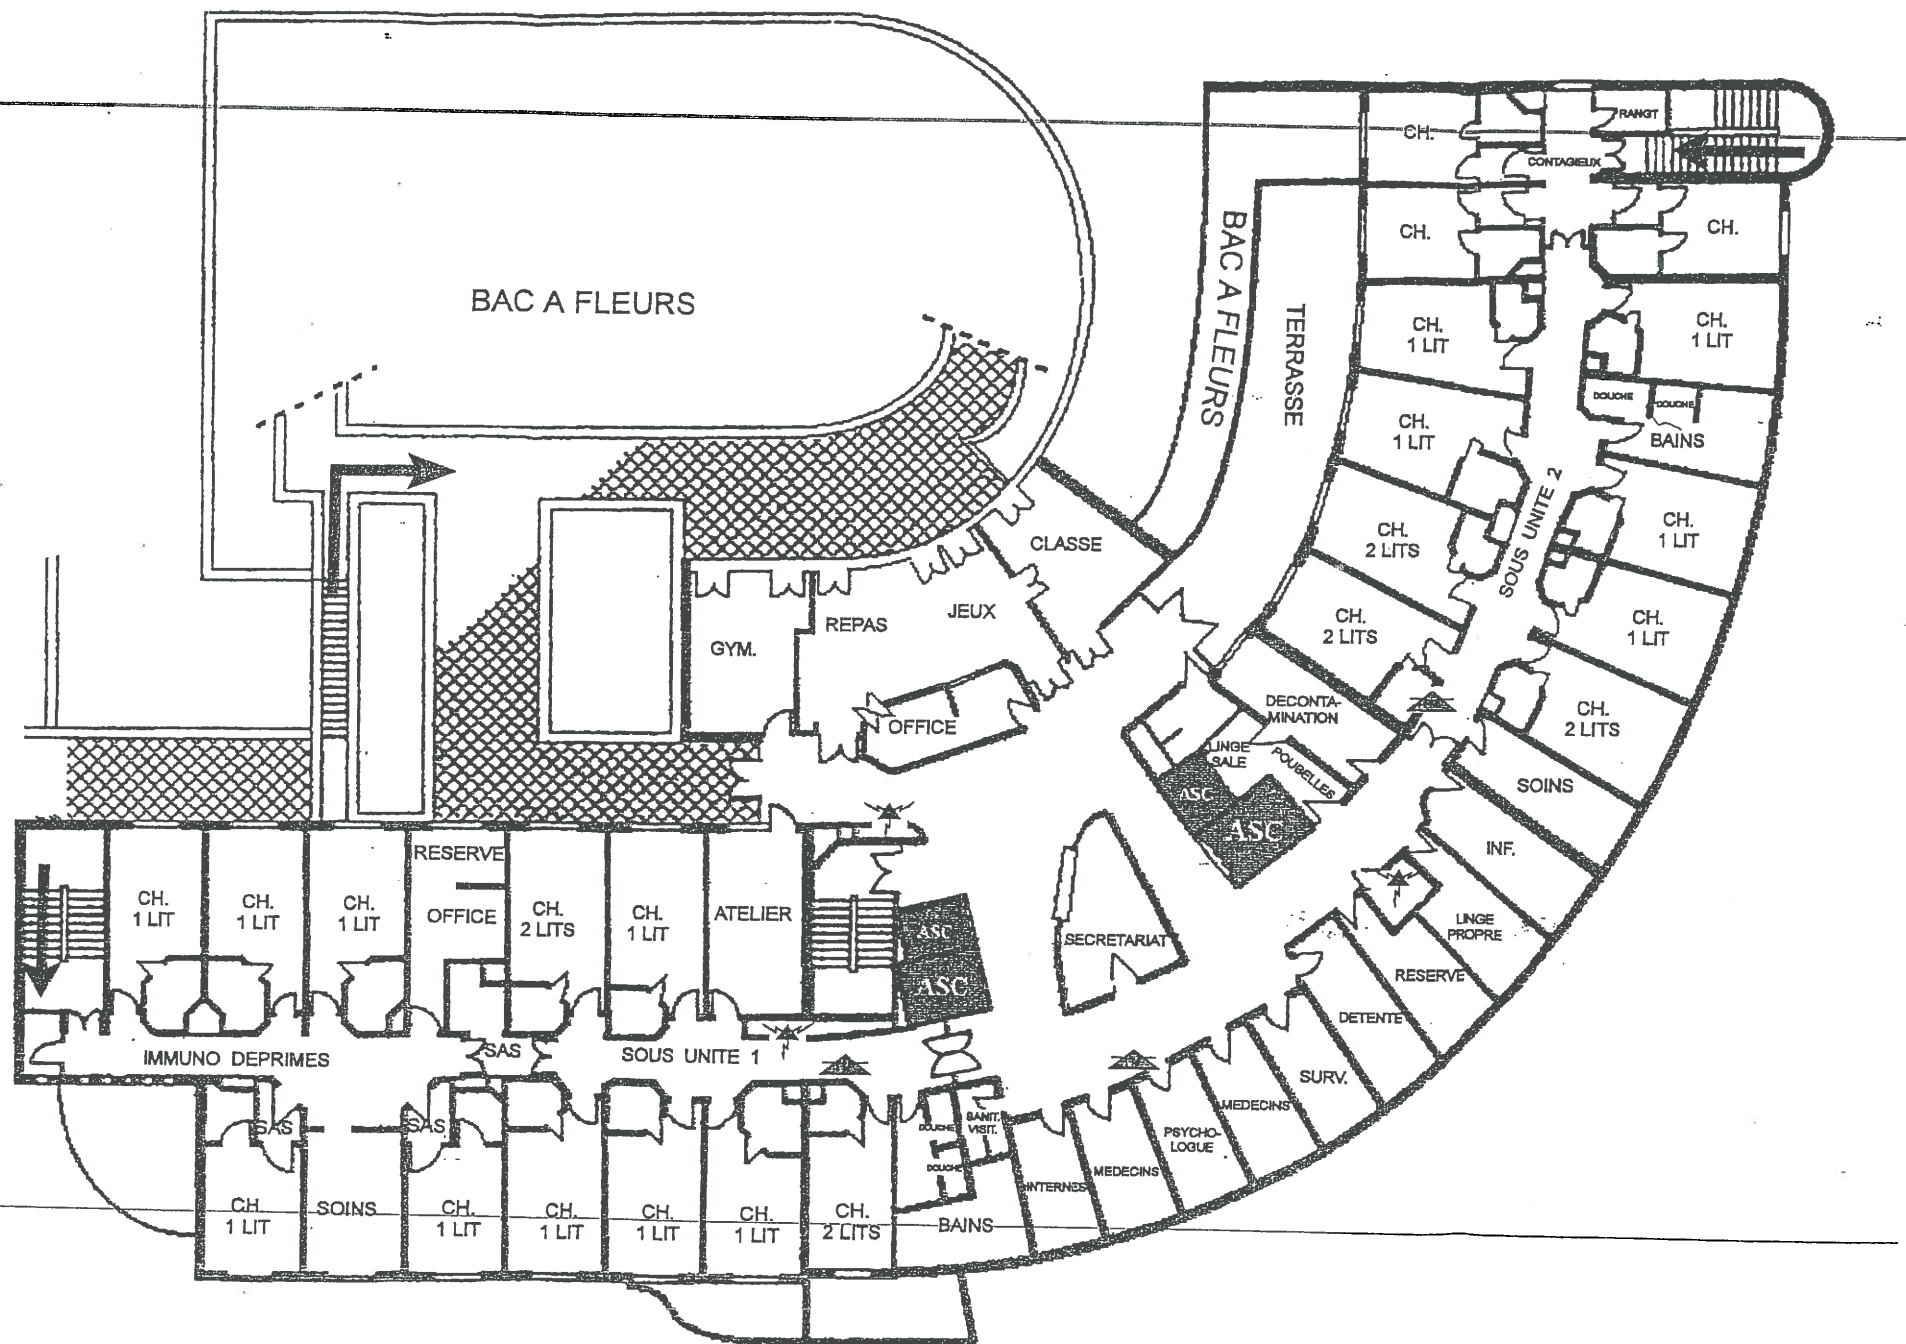 BAC A FLEURS
BAC A FLEURS
TERRASSE
CH.
RANGT
CONTAGIEUX
CH.
CH.
CH.
1 LIT
CH.
1 LIT
DOUCHE
DOUCHE
BAINS
CH.
1 LIT
SOUS UNITE 2
CH.
2 LITS
CH.
1 LIT
CH.
2 LITS
CH.
1 LIT
CH.
2 LITS
CLASSE
JEUX
REPAS
GYM.
OFFICE
DECONTA-
MINATION
LINGE
SALE
POUBELLES
ASC
ASC
SOINS
INF.
LINGE
PROPRE
RESERVE
DETENTE
SURV.
MEDECINS
PSYCHO-
LOGUE
MEDECINS
INTERNES
SECRETARIAT
RESERVE
OFFICE
CH.
1 LIT
CH.
1 LIT
CH.
1 LIT
CH.
2 LITS
CH.
1 LIT
ATELIER
ASC
ASC
IMMUNO DEPRIMES
SAS
SOUS UNITE 1
SAS
SAS
DOUCHE
SANIT.
VISIT.
DOUCHE
CH.
1 LIT
SOINS
CH.
1 LIT
CH.
1 LIT
CH.
1 LIT
CH.
1 LIT
CH.
2 LITS
BAINS